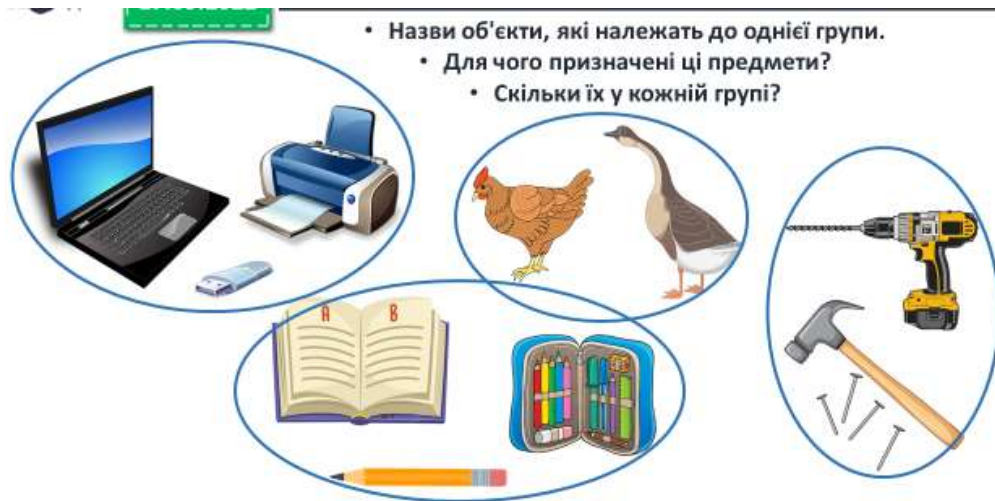 • Назви об'єкти, які належать до однієї групи.
• Для чого призначені ці предмети?
• Скільки їх у кожній групі?
A B